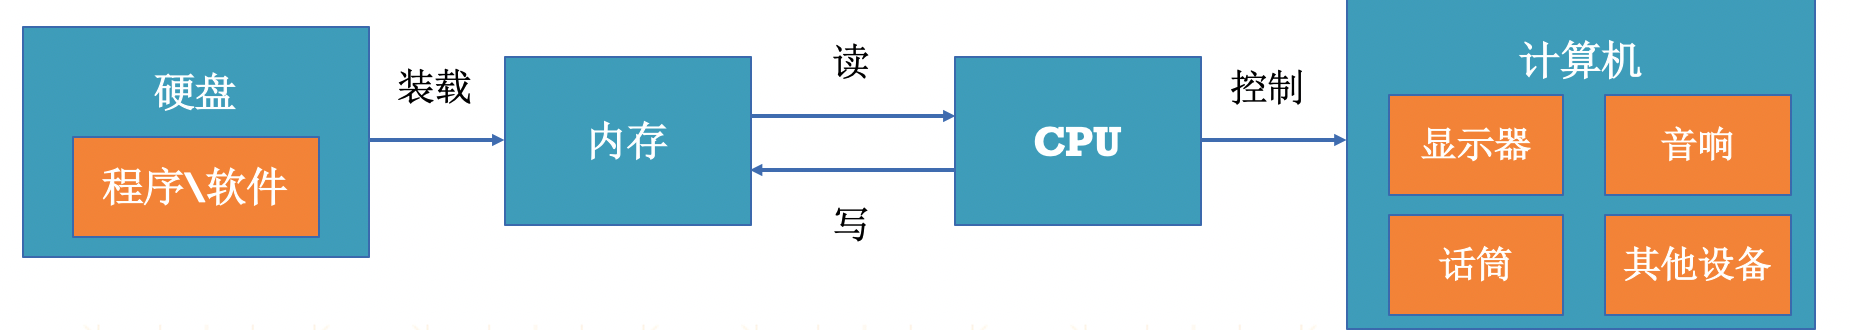 硬盘
程序\软件
装载
内存
读
写
CPU
控制
计算机
显示器
音响
话筒
其他设备